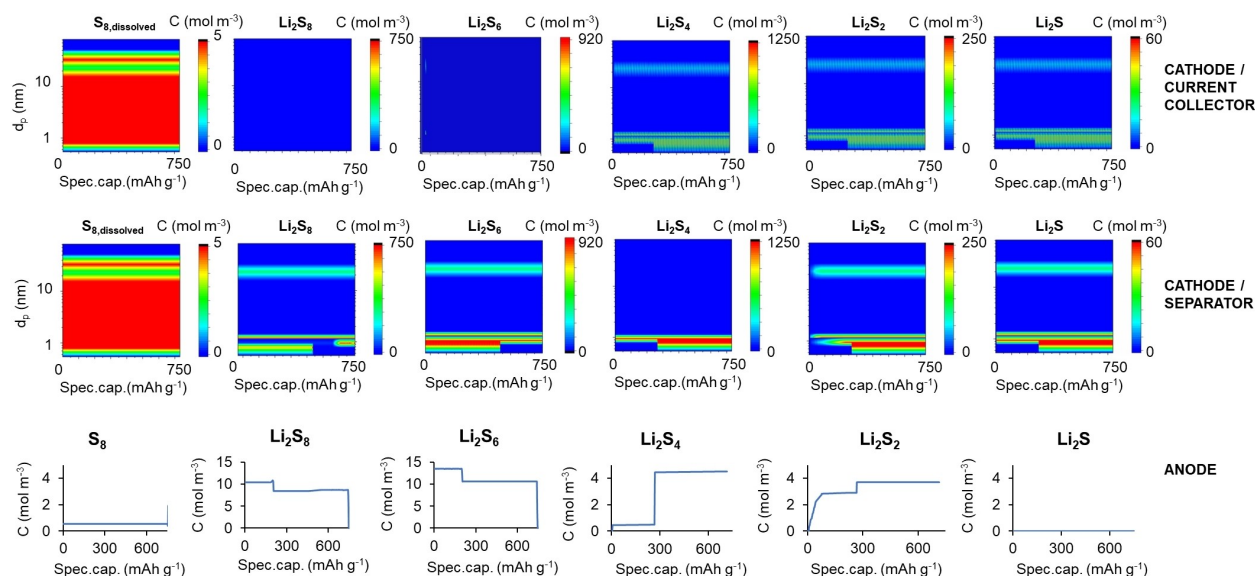 S8,dissolved C (mol m-3) Li2S8 C (mol m-3) Li2S6 C (mol m-3) Li2S4 C (mol m-3) Li2S2 C (mol m-3) Li2S C (mol m-3)
5 750 920 1250 250 60
dp (nm) 10 1
0 0 0 0 0 0
0 750 0 750 0 750 0 750 0 750 0 750
Spec.cap.(mAh g-1) Spec.cap.(mAh g-1) Spec.cap.(mAh g-1) Spec.cap.(mAh g-1) Spec.cap.(mAh g-1) Spec.cap.(mAh g-1)
CATHODE /
CURRENT
COLLECTOR
S8,dissolved C (mol m-3) Li2S8 C (mol m-3) Li2S6 C (mol m-3) Li2S4 C (mol m-3) Li2S2 C (mol m-3) Li2S C (mol m-3)
5 750 920 1250 250 60
dp (nm) 10 1
0 0 0 0 0 0
0 750 0 750 0 750 0 750 0 750 0 750
Spec.cap.(mAh g-1) Spec.cap.(mAh g-1) Spec.cap.(mAh g-1) Spec.cap.(mAh g-1) Spec.cap.(mAh g-1) Spec.cap.(mAh g-1)
CATHODE /
SEPARATOR
S8 Li2S8 Li2S6 Li2S4 Li2S2 Li2S
C (mol m-3) 4 2 0 C (mol m-3) 15 10 5 0 C (mol m-3) 15 10 5 0 C (mol m-3) 4 2 0 C (mol m-3) 4 2 0 C (mol m-3) 4 2 0
0 300 600 0 300 600 0 300 600 0 300 600 0 300 600 0 300 600
Spec.cap.(mAh g-1) Spec.cap.(mAh g-1) Spec.cap.(mAh g-1) Spec.cap.(mAh g-1) Spec.cap.(mAh g-1) Spec.cap.(mAh g-1)
ANODE